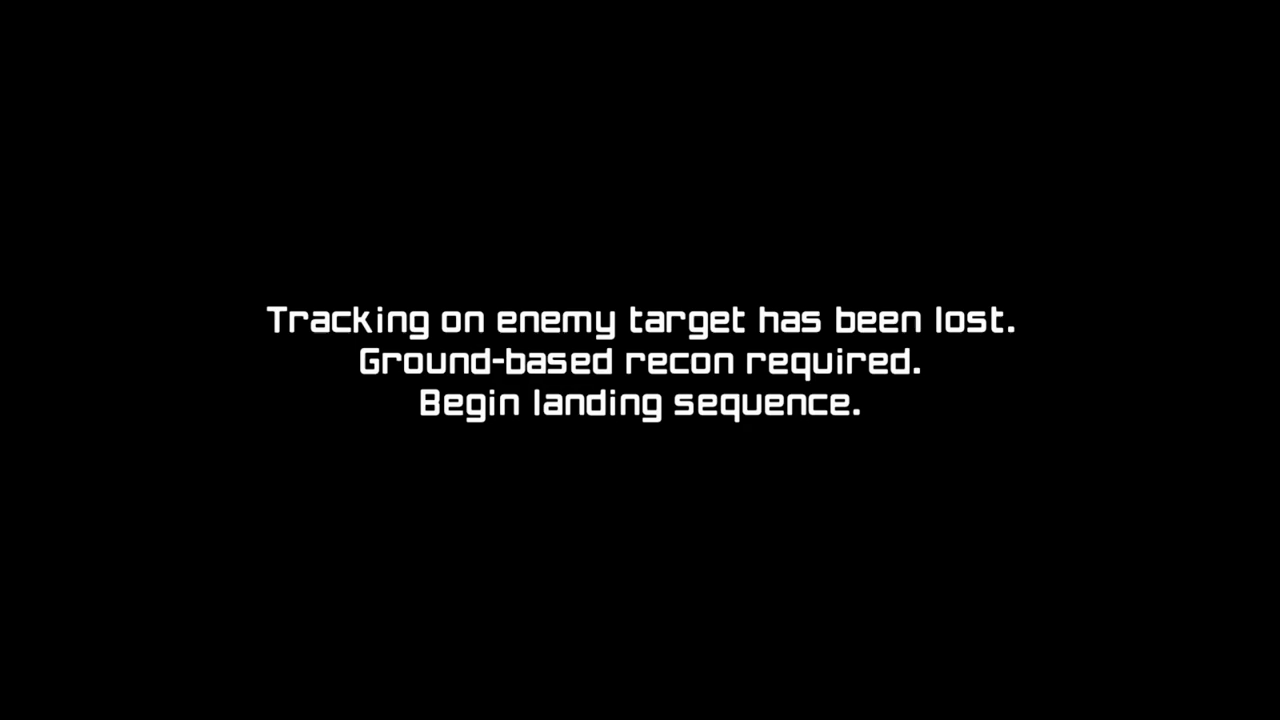 Tracking on enemy target has been lost.
Ground-based recon required.
Begin landing sequence.